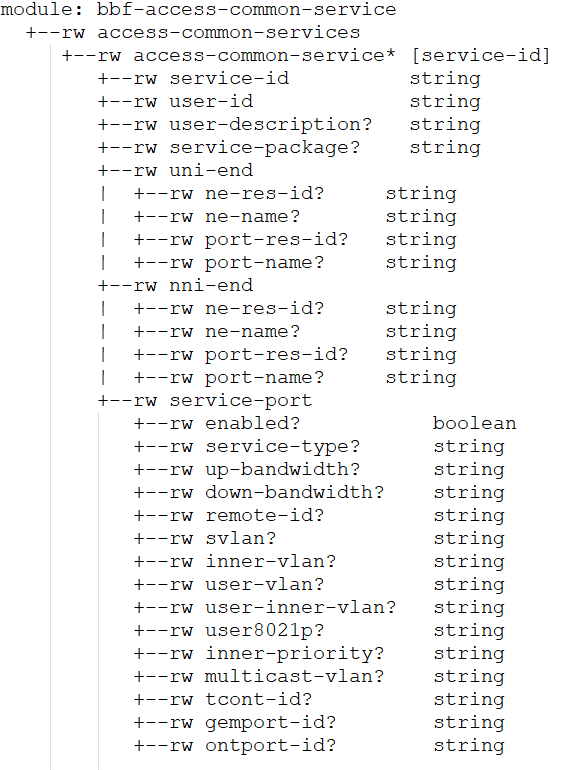 module: bbf-access-common-service
+--rw access-common-services
+--rw access-common-service* [service-id]
+--rw service-id string
+--rw user-id string
+--rw user-description? string
+--rw service-package? string
+--rw uni-end
| +--rw ne-res-id? string
| +--rw ne-name? string
| +--rw port-res-id? string
| +--rw port-name? string
+--rw nni-end
| +--rw ne-res-id? string
| +--rw ne-name? string
| +--rw port-res-id? string
| +--rw port-name? string
+--rw service-port
+--rw enabled? boolean
+--rw service-type? string
+--rw up-bandwidth? string
+--rw down-bandwidth? string
+--rw remote-id? string
+--rw svlan? string
+--rw inner-vlan? string
+--rw user-vlan? string
+--rw user-inner-vlan? string
+--rw user8021p? string
+--rw inner-priority? string
+--rw multicast-vlan? string
+--rw tcont-id? string
+--rw gemport-id? string
+--rw ontport-id? string